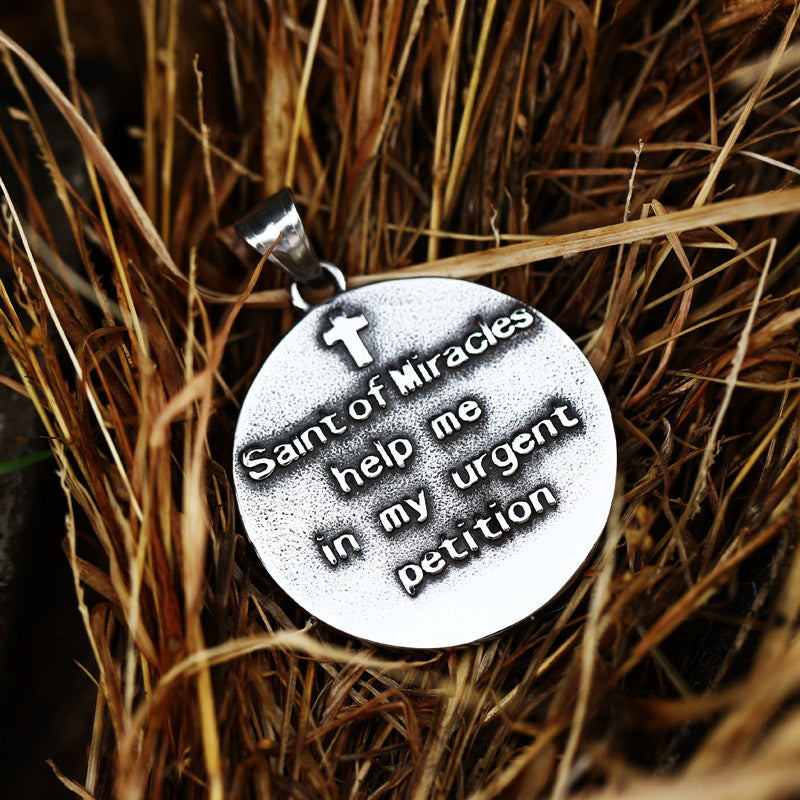 Saint of Miracles
help me
in my urgent
petition